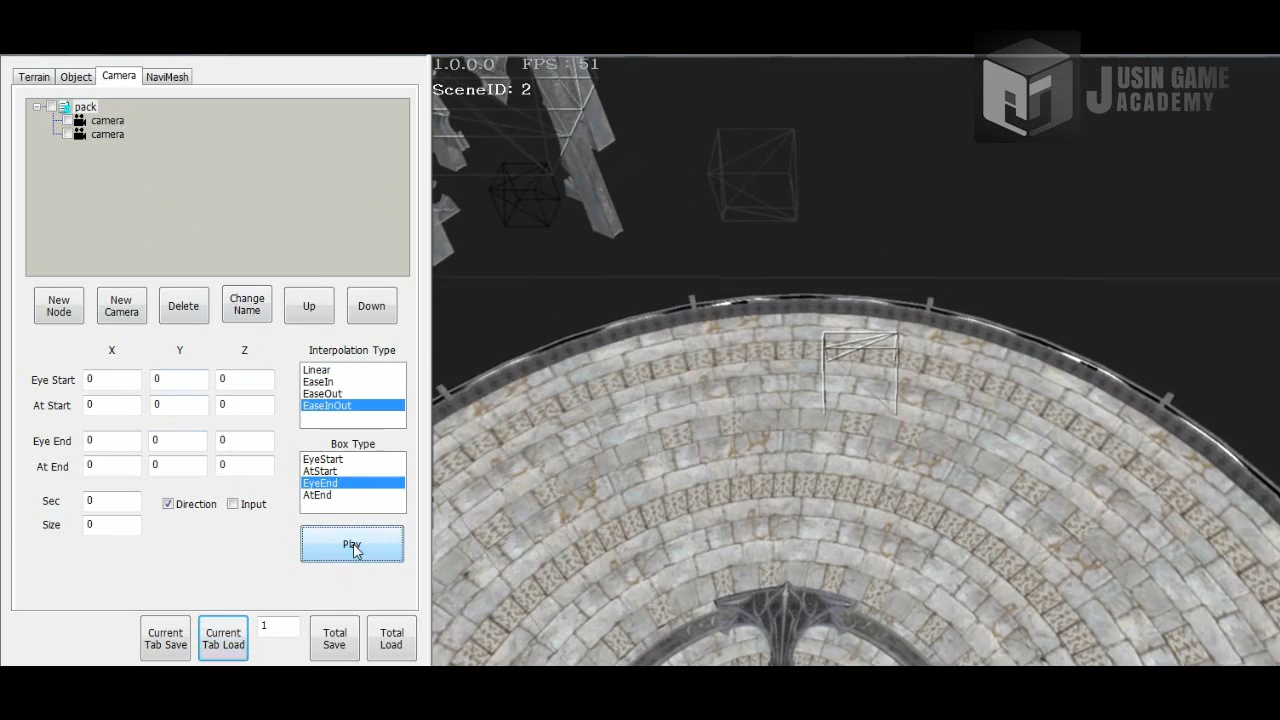 1.0.0.0 FPS : 51
SceneID: 2
JUSIN GAME
ACADEMY
Terrain Object Camera NaviMesh
pack
camera
camera
New Node
New Camera
Delete
Change Name
Up
Down
X Y Z
Eye Start 0 0 0
At Start 0 0 0
Eye End 0 0 0
At End 0 0 0
Sec 0
Size 0
Direction Input
Interpolation Type
Linear
EaseIn
EaseOut
EaseInOut
Box Type
EyeStart
AtStart
EyeEnd
AtEnd
Play
Current Tab Save
Current Tab Load
1
Total Save
Total Load